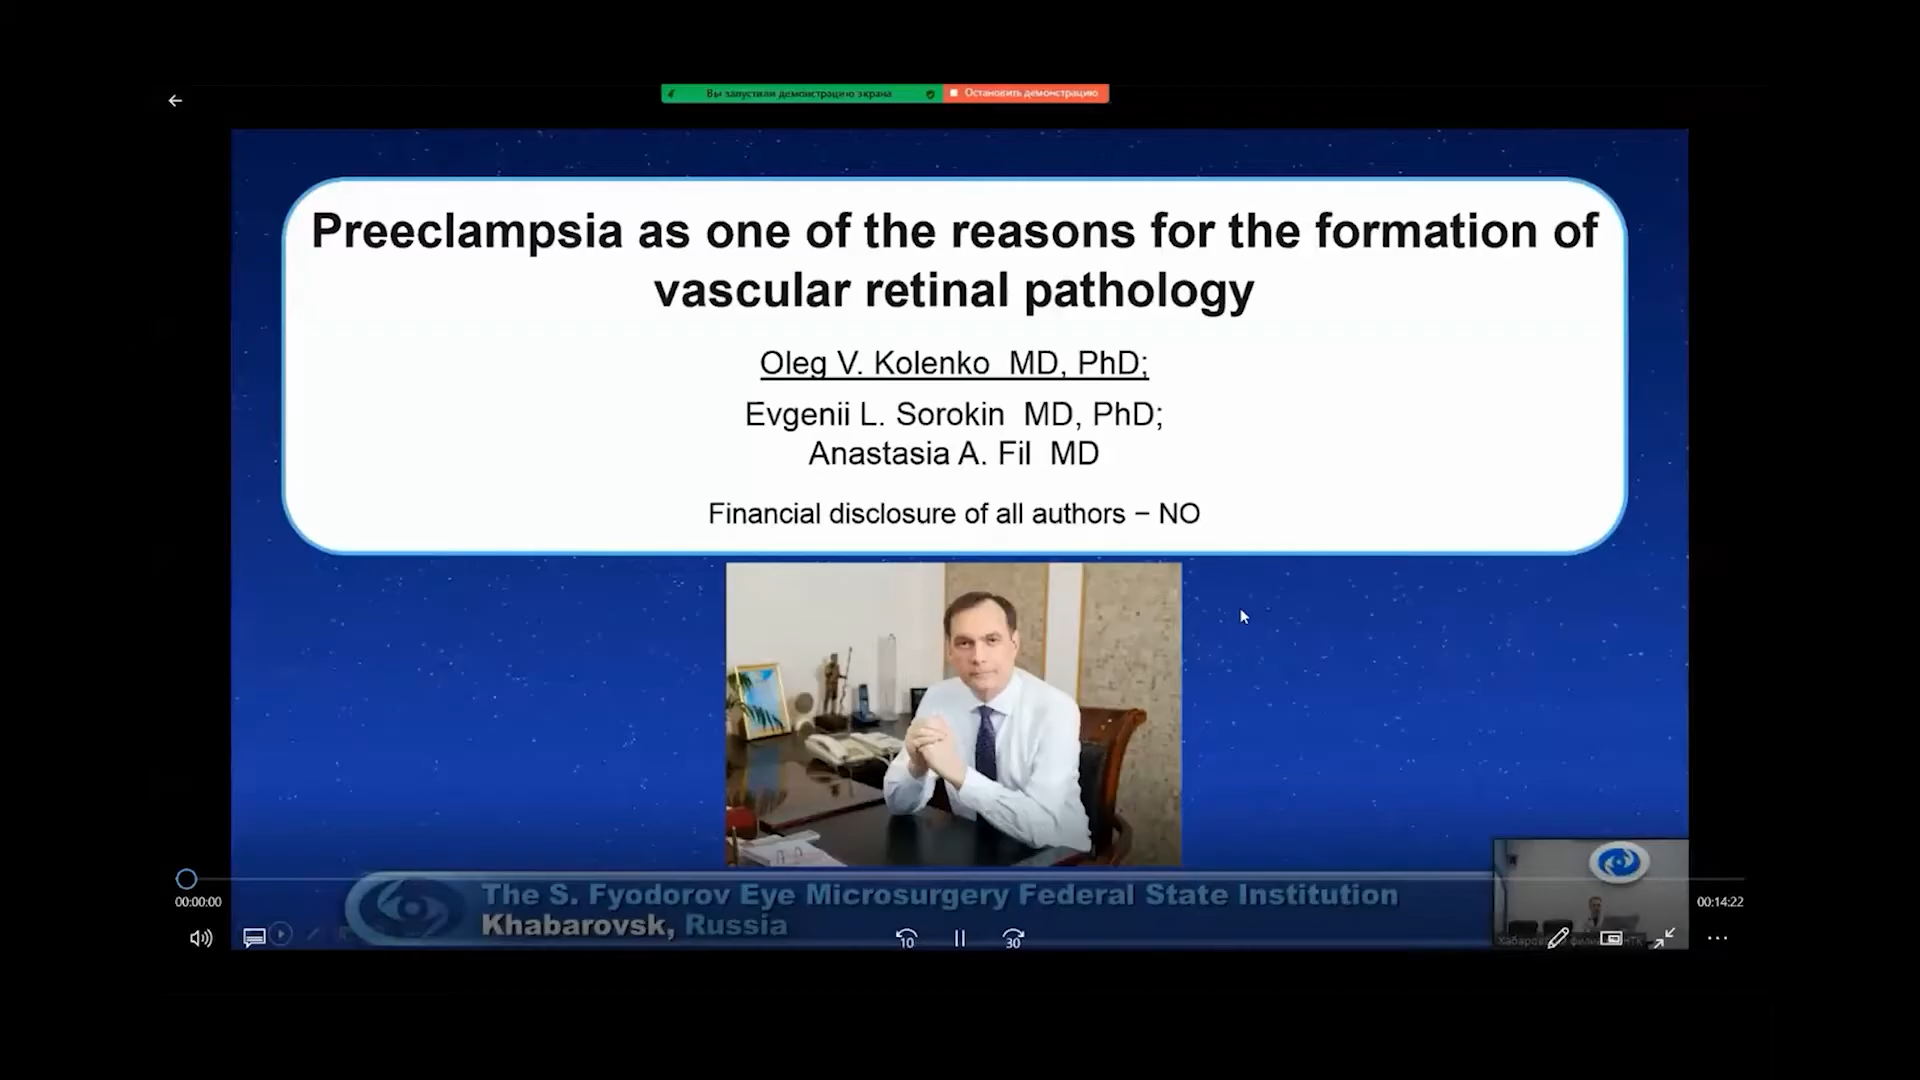 Вы запустили демонстрацию экрана
Остановить демонстрацию
Preeclampsia as one of the reasons for the formation of
vascular retinal pathology
Oleg V. Kolenko MD, PhD;
Evgenii L. Sorokin MD, PhD;
Anastasia A. Fil MD
Financial disclosure of all authors – NO
The S. Fyodorov Eye Microsurgery Federal State Institution
Khabarovsk, Russia
00:00:00
00:14:22
10
30